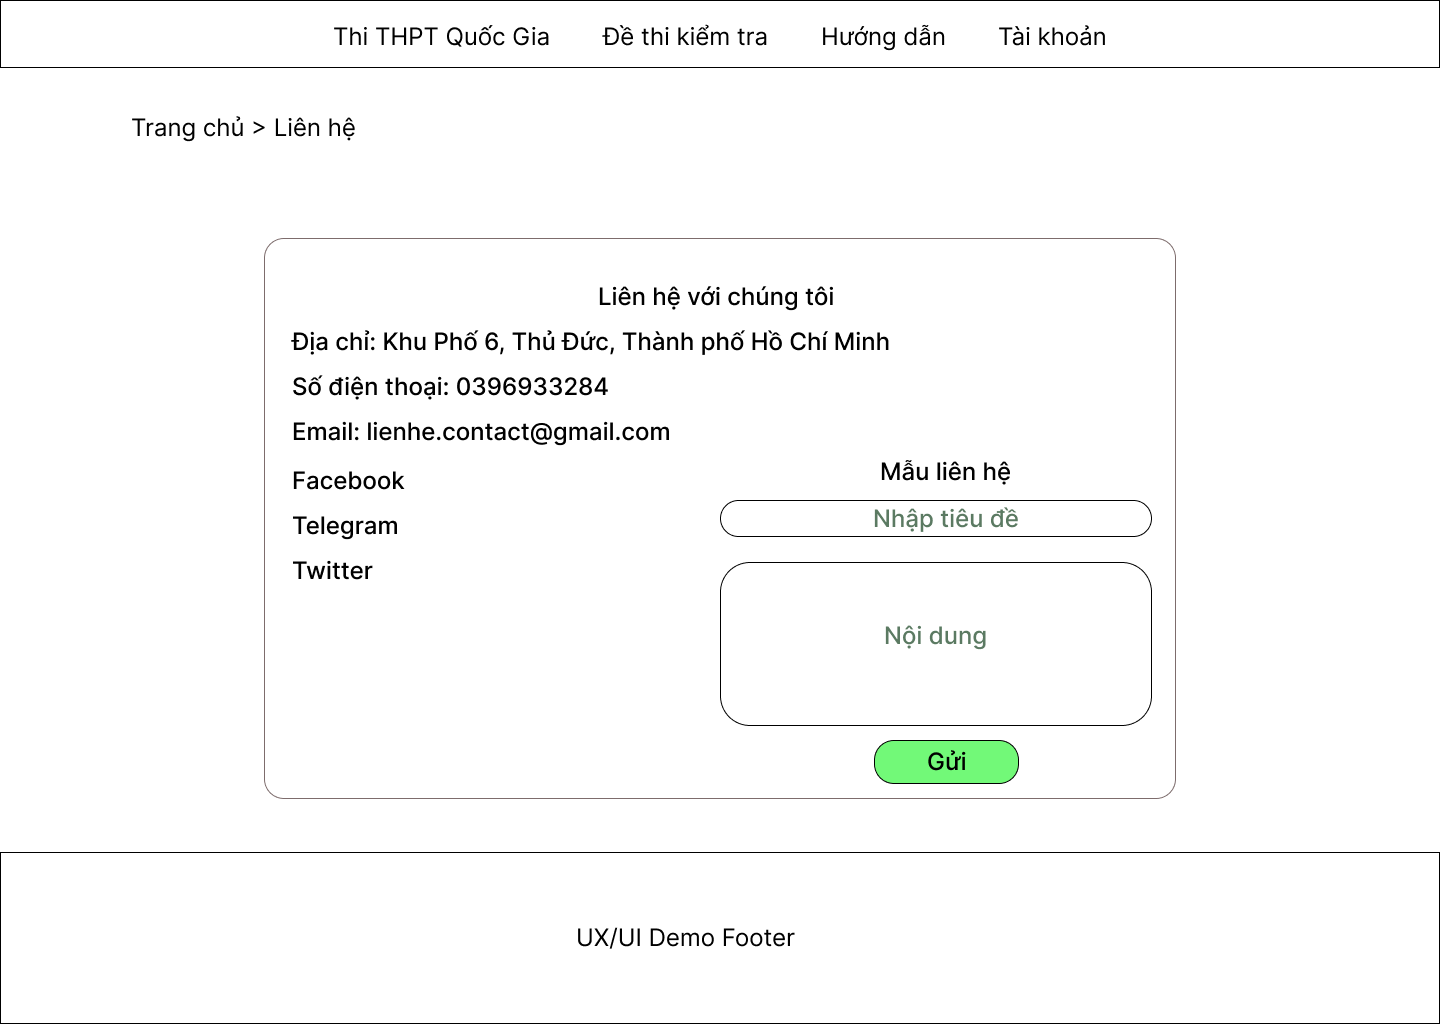 Thi THPT Quốc Gia Đề thi kiểm tra Hướng dẫn Tài khoản
Trang chủ > Liên hệ
Liên hệ với chúng tôi
Địa chỉ: Khu Phố 6, Thủ Đức, Thành phố Hồ Chí Minh
Số điện thoại: 0396933284
Email: lienhe.contact@gmail.com
Facebook
Telegram
Twitter
Mẫu liên hệ
Nhập tiêu đề
Nội dung
Gửi
UX/UI Demo Footer